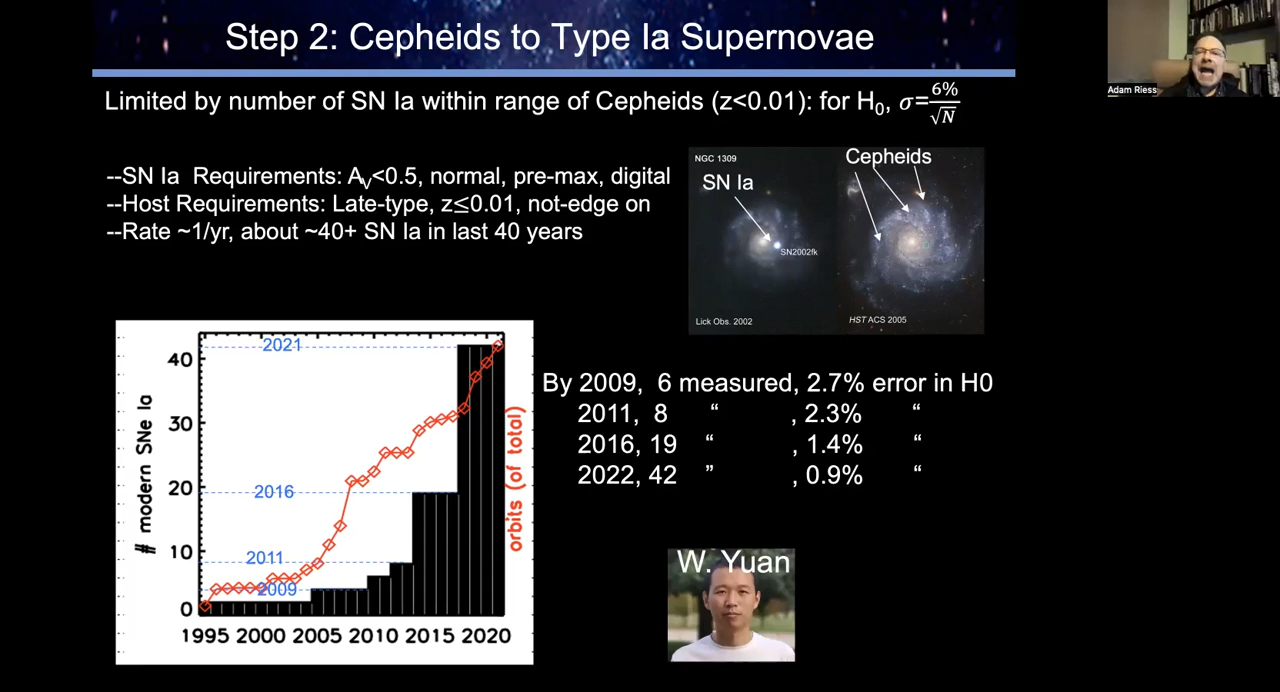 Step 2: Cepheids to Type Ia Supernovae
Adam Riess
Limited by number of SN Ia within range of Cepheids (z<0.01): for H₀, σ=6%/√N
--SN Ia Requirements: Aᵥ<0.5, normal, pre-max, digital
--Host Requirements: Late-type, z≤0.01, not-edge on
--Rate ~1/yr, about ~40+ SN Ia in last 40 years
NGC 1309
SN Ia
SN2002fk
Lick Obs. 2002
Cepheids
HST ACS 2005
# modern SNe Ia
40
30
20
10
0
2021
2016
2011
2009
1995 2000 2005 2010 2015 2020
orbits (of total)
By 2009, 6 measured, 2.7% error in H0
2011, 8 “ , 2.3% “
2016, 19 “ , 1.4% “
2022, 42 ” , 0.9% “
W. Yuan